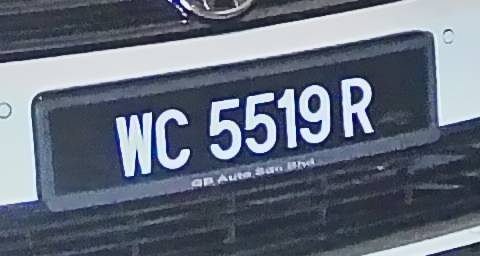 WC 5519 R
GB Auto Sdn Bhd